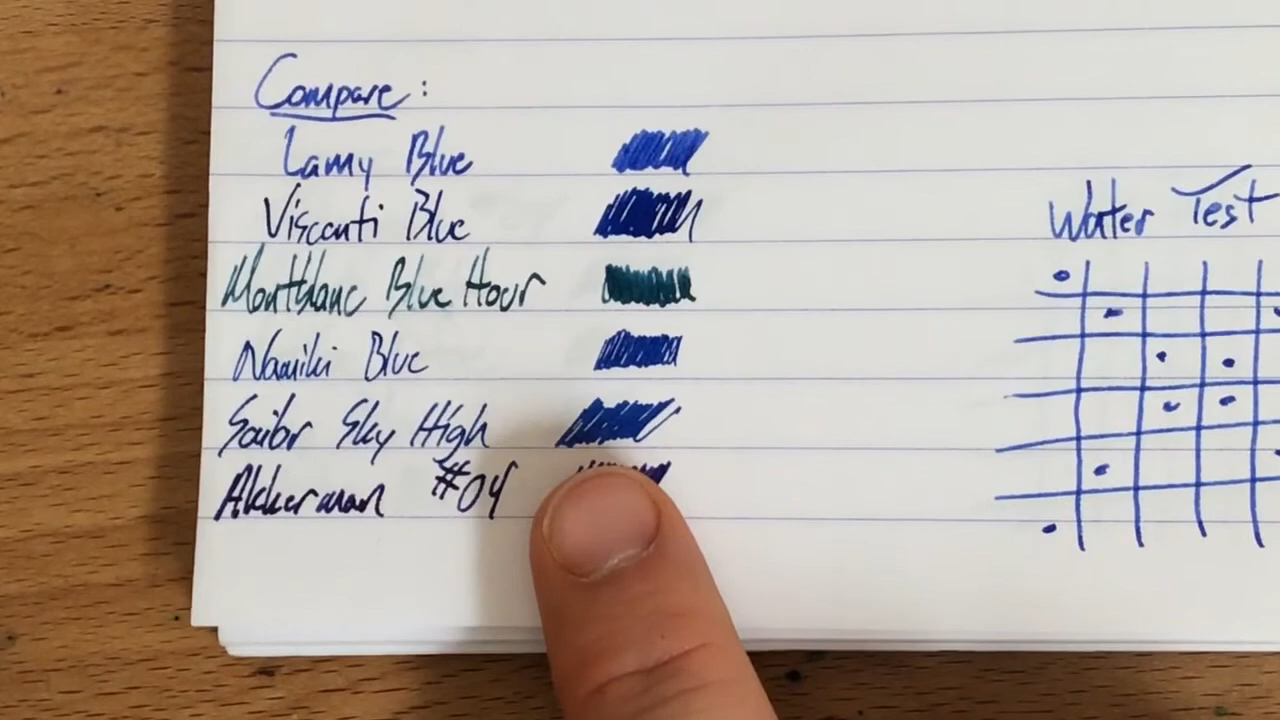 Compare:
Lamy Blue
Visconti Blue
Montblanc Blue Hour
Namiki Blue
Sailor Sky High
Akkerman #04
Water Test